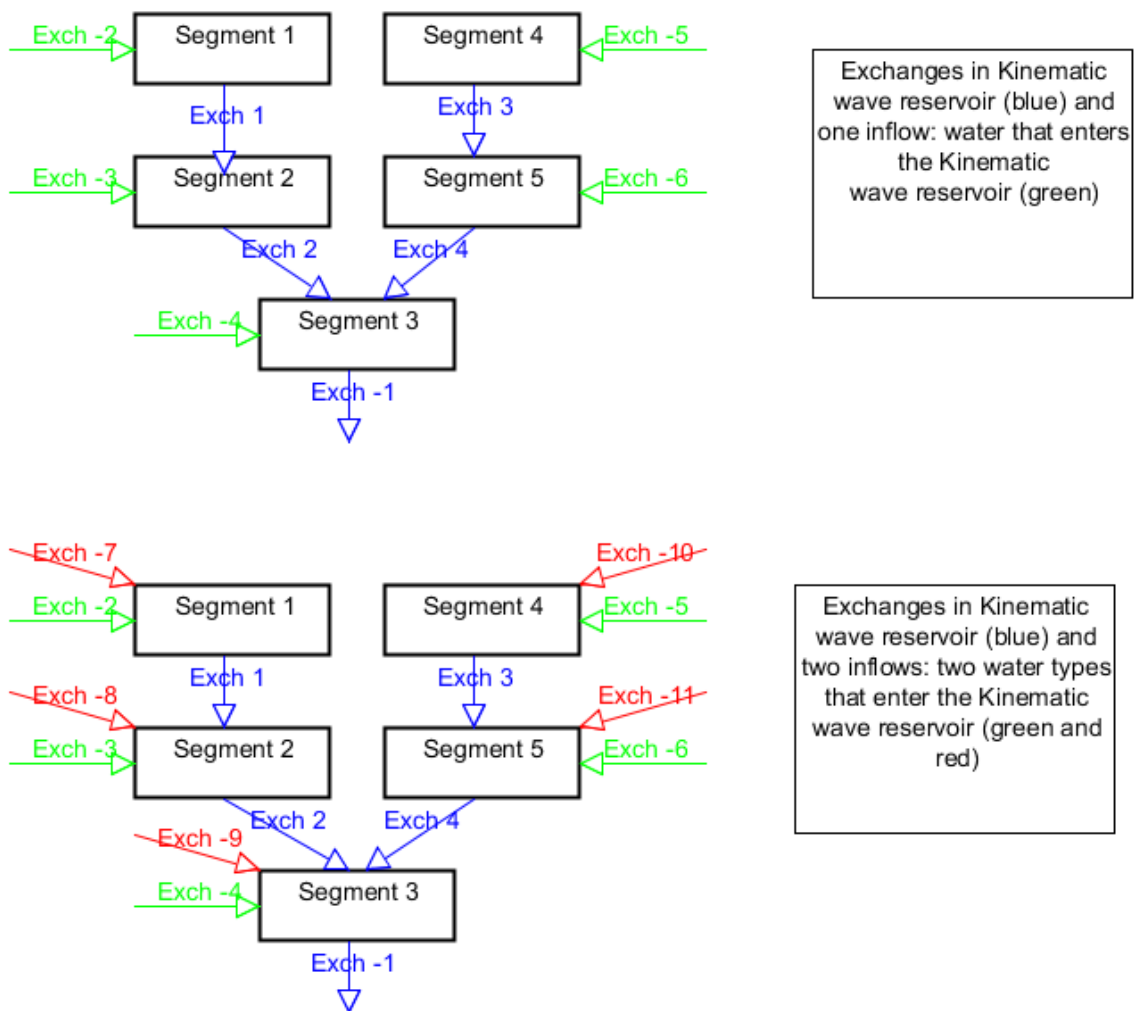 Exch -2
Segment 1
Segment 4
Exch -5
Exch 1
Exch 3
Exch -3
Segment 2
Segment 5
Exch -6
Exch 2
Exch 4
Exch -4
Segment 3
Exch -1
Exchanges in Kinematic
wave reservoir (blue) and
one inflow: water that enters
the Kinematic
wave reservoir (green)
Exch -7
Exch -10
Exch -2
Segment 1
Segment 4
Exch -5
Exch 1
Exch 3
Exch -8
Exch -11
Exch -3
Segment 2
Segment 5
Exch -6
Exch 2
Exch 4
Exch -9
Exch -4
Segment 3
Exch -1
Exchanges in Kinematic
wave reservoir (blue) and
two inflows: two water types
that enter the Kinematic
wave reservoir (green and
red)